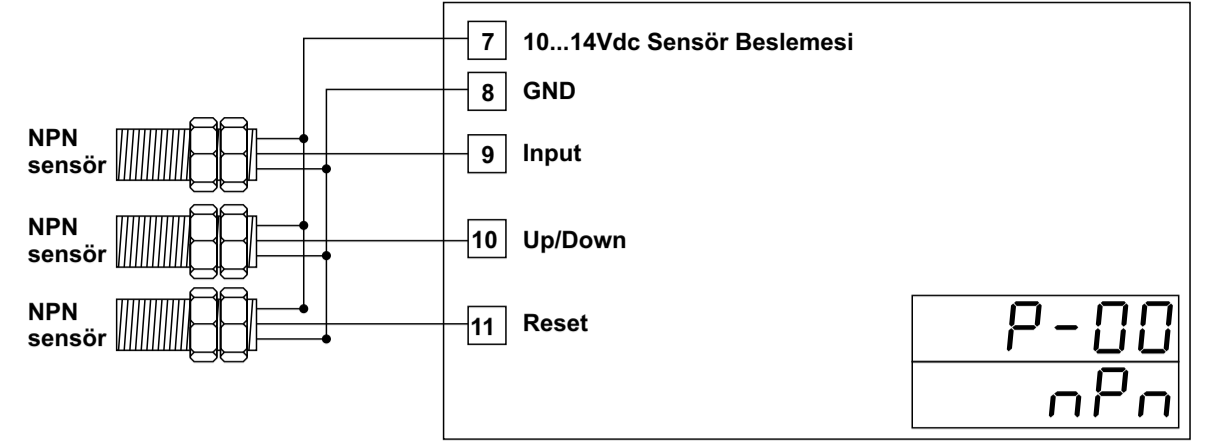 7 10...14Vdc Sensör Beslemesi
8 GND
NPN
sensör
9 Input
NPN
sensör
10 Up/Down
NPN
sensör
11 Reset
P-00
nPn